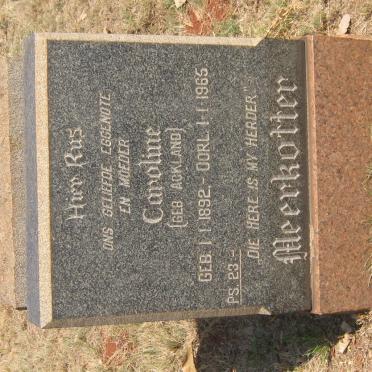 Hier Rus
ONS GELIEFDE EGGENOTE
EN MOEDER
Caroline
(GEB ACKLAND)
GEB. 1·1·1892. OORL. 1·1·1965
PS. 23 -
"DIE HERE IS MY HERDER."
Meerkotter